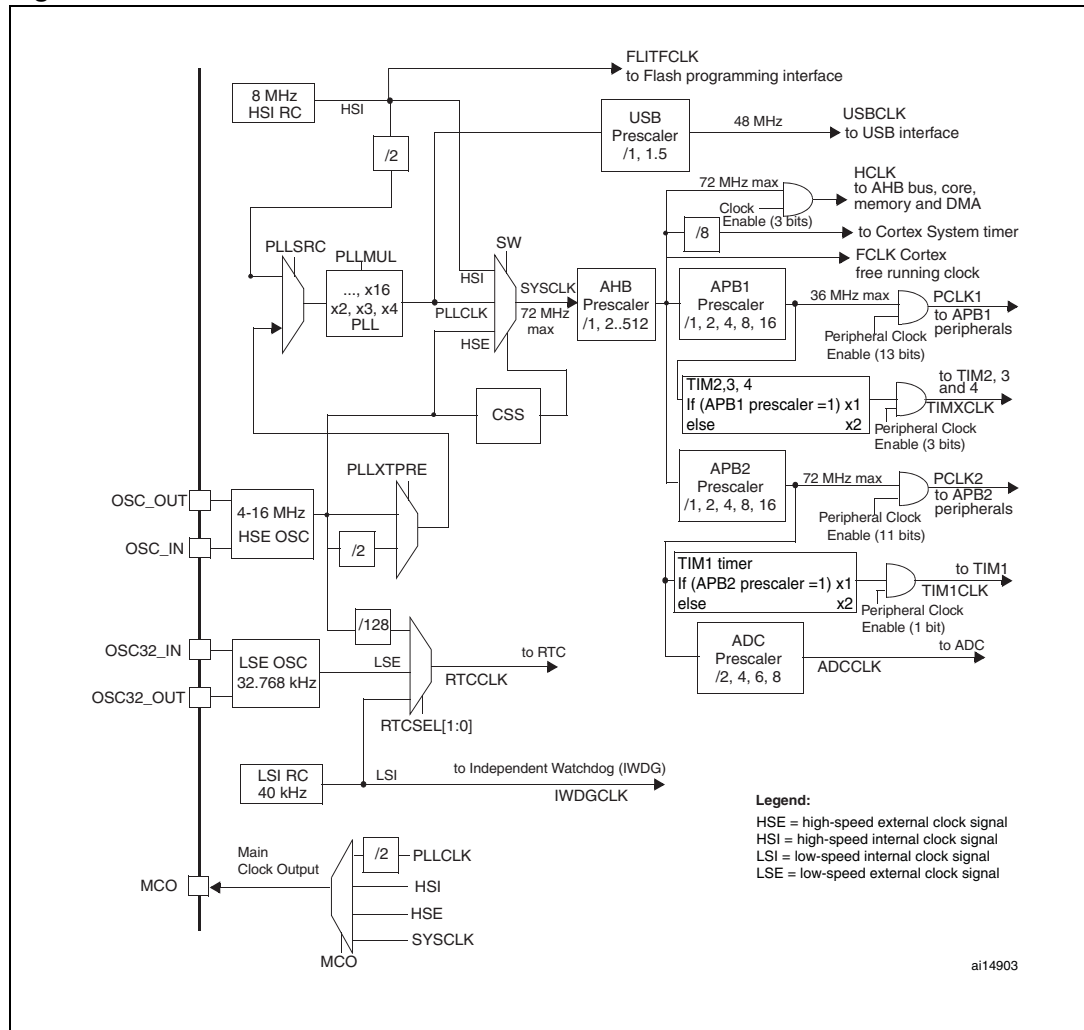 FLITFCLK
to Flash programming interface
8 MHz
HSI RC
HSI
/2
USB
Prescaler
/1, 1.5
48 MHz
USBCLK
to USB interface
72 MHz max
Clock
Enable (3 bits)
HCLK
to AHB bus, core,
memory and DMA
/8
to Cortex System timer
FCLK Cortex
free running clock
PLLSRC
PLLMUL
..., x16
x2, x3, x4
PLL
SW
HSI
PLLCLK
HSE
SYSCLK
72 MHz
max
AHB
Prescaler
/1, 2..512
APB1
Prescaler
/1, 2, 4, 8, 16
36 MHz max
PCLK1
to APB1
peripherals
Peripheral Clock
Enable (13 bits)
TIM2,3, 4
If (APB1 prescaler =1) x1
else x2
to TIM2, 3
and 4
TIMXCLK
Peripheral Clock
Enable (3 bits)
CSS
APB2
Prescaler
/1, 2, 4, 8, 16
72 MHz max
PCLK2
to APB2
peripherals
Peripheral Clock
Enable (11 bits)
OSC_OUT
OSC_IN
4-16 MHz
HSE OSC
PLLXTPRE
/2
TIM1 timer
If (APB2 prescaler =1) x1
else x2
to TIM1
TIM1CLK
Peripheral Clock
Enable (1 bit)
ADC
Prescaler
/2, 4, 6, 8
to ADC
ADCCLK
/128
OSC32_IN
OSC32_OUT
LSE OSC
32.768 kHz
LSE
to RTC
RTCCLK
RTCSEL[1:0]
LSI RC
40 kHz
LSI
to Independent Watchdog (IWDG)
IWDGCLK
Legend:
HSE = high-speed external clock signal
HSI = high-speed internal clock signal
LSI = low-speed internal clock signal
LSE = low-speed external clock signal
Main
Clock Output
MCO
/2
PLLCLK
HSI
HSE
SYSCLK
MCO
ai14903